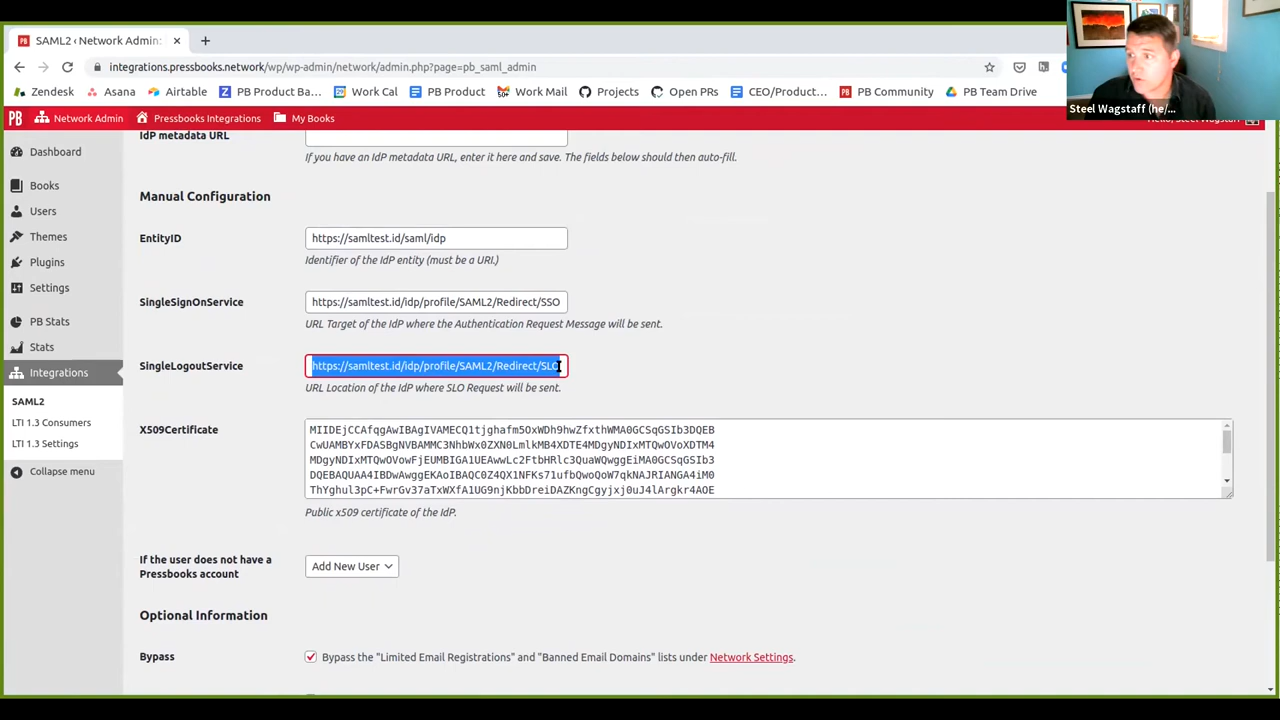 SAML2 ‹ Network Admin:
integrations.pressbooks.network/wp/wp-admin/network/admin.php?page=pb_saml_admin
Zendesk Asana Airtable PB Product Ba... Work Cal PB Product Work Mail Projects Open PRs CEO/Product... PB Community PB Team Drive
Steel Wagstaff (he/...
PB Network Admin Pressbooks Integrations My Books
Dashboard
Books
Users
Themes
Plugins
Settings
PB Stats
Stats
Integrations
SAML2
LTI 1.3 Consumers
LTI 1.3 Settings
Collapse menu
IdP metadata URL
If you have an IdP metadata URL, enter it here and save. The fields below should then auto-fill.
Manual Configuration
EntityID
https://samltest.id/saml/idp
Identifier of the IdP entity (must be a URI.)
SingleSignOnService
https://samltest.id/idp/profile/SAML2/Redirect/SSO
URL Target of the IdP where the Authentication Request Message will be sent.
SingleLogoutService
https://samltest.id/idp/profile/SAML2/Redirect/SLO
URL Location of the IdP where SLO Request will be sent.
X509Certificate
MIIDEjCCAfqgAwIBAgIVAMECQ1tjghafm5OxWDh9hwZfxthWMA0GCSqGSIb3DQEB
CwUAMBYxFDASBgNVBAMMC3NhbWx0ZXN0LmlkMB4XDTE4MDgyNDIxMTQwOVoXDTM4
MDgyNDIxMTQwOVowFjEUMBIGA1UEAwwLc2FtbHRlc3QuaWQwggEiMA0GCSqGSIb3
DQEBAQUAA4IBDwAwggEKAoIBAQC0Z4QX1NFKs71ufbQwoQoW7qkNAJRIANGA4iM0
ThYghul3pC+FwrGv37aTxWXfA1UG9njKbbDreiDAZKngCgyjxj0uJ4lArgkr4AOE
Public x509 certificate of the IdP.
If the user does not have a
Pressbooks account
Add New User
Optional Information
Bypass
Bypass the "Limited Email Registrations" and "Banned Email Domains" lists under Network Settings.